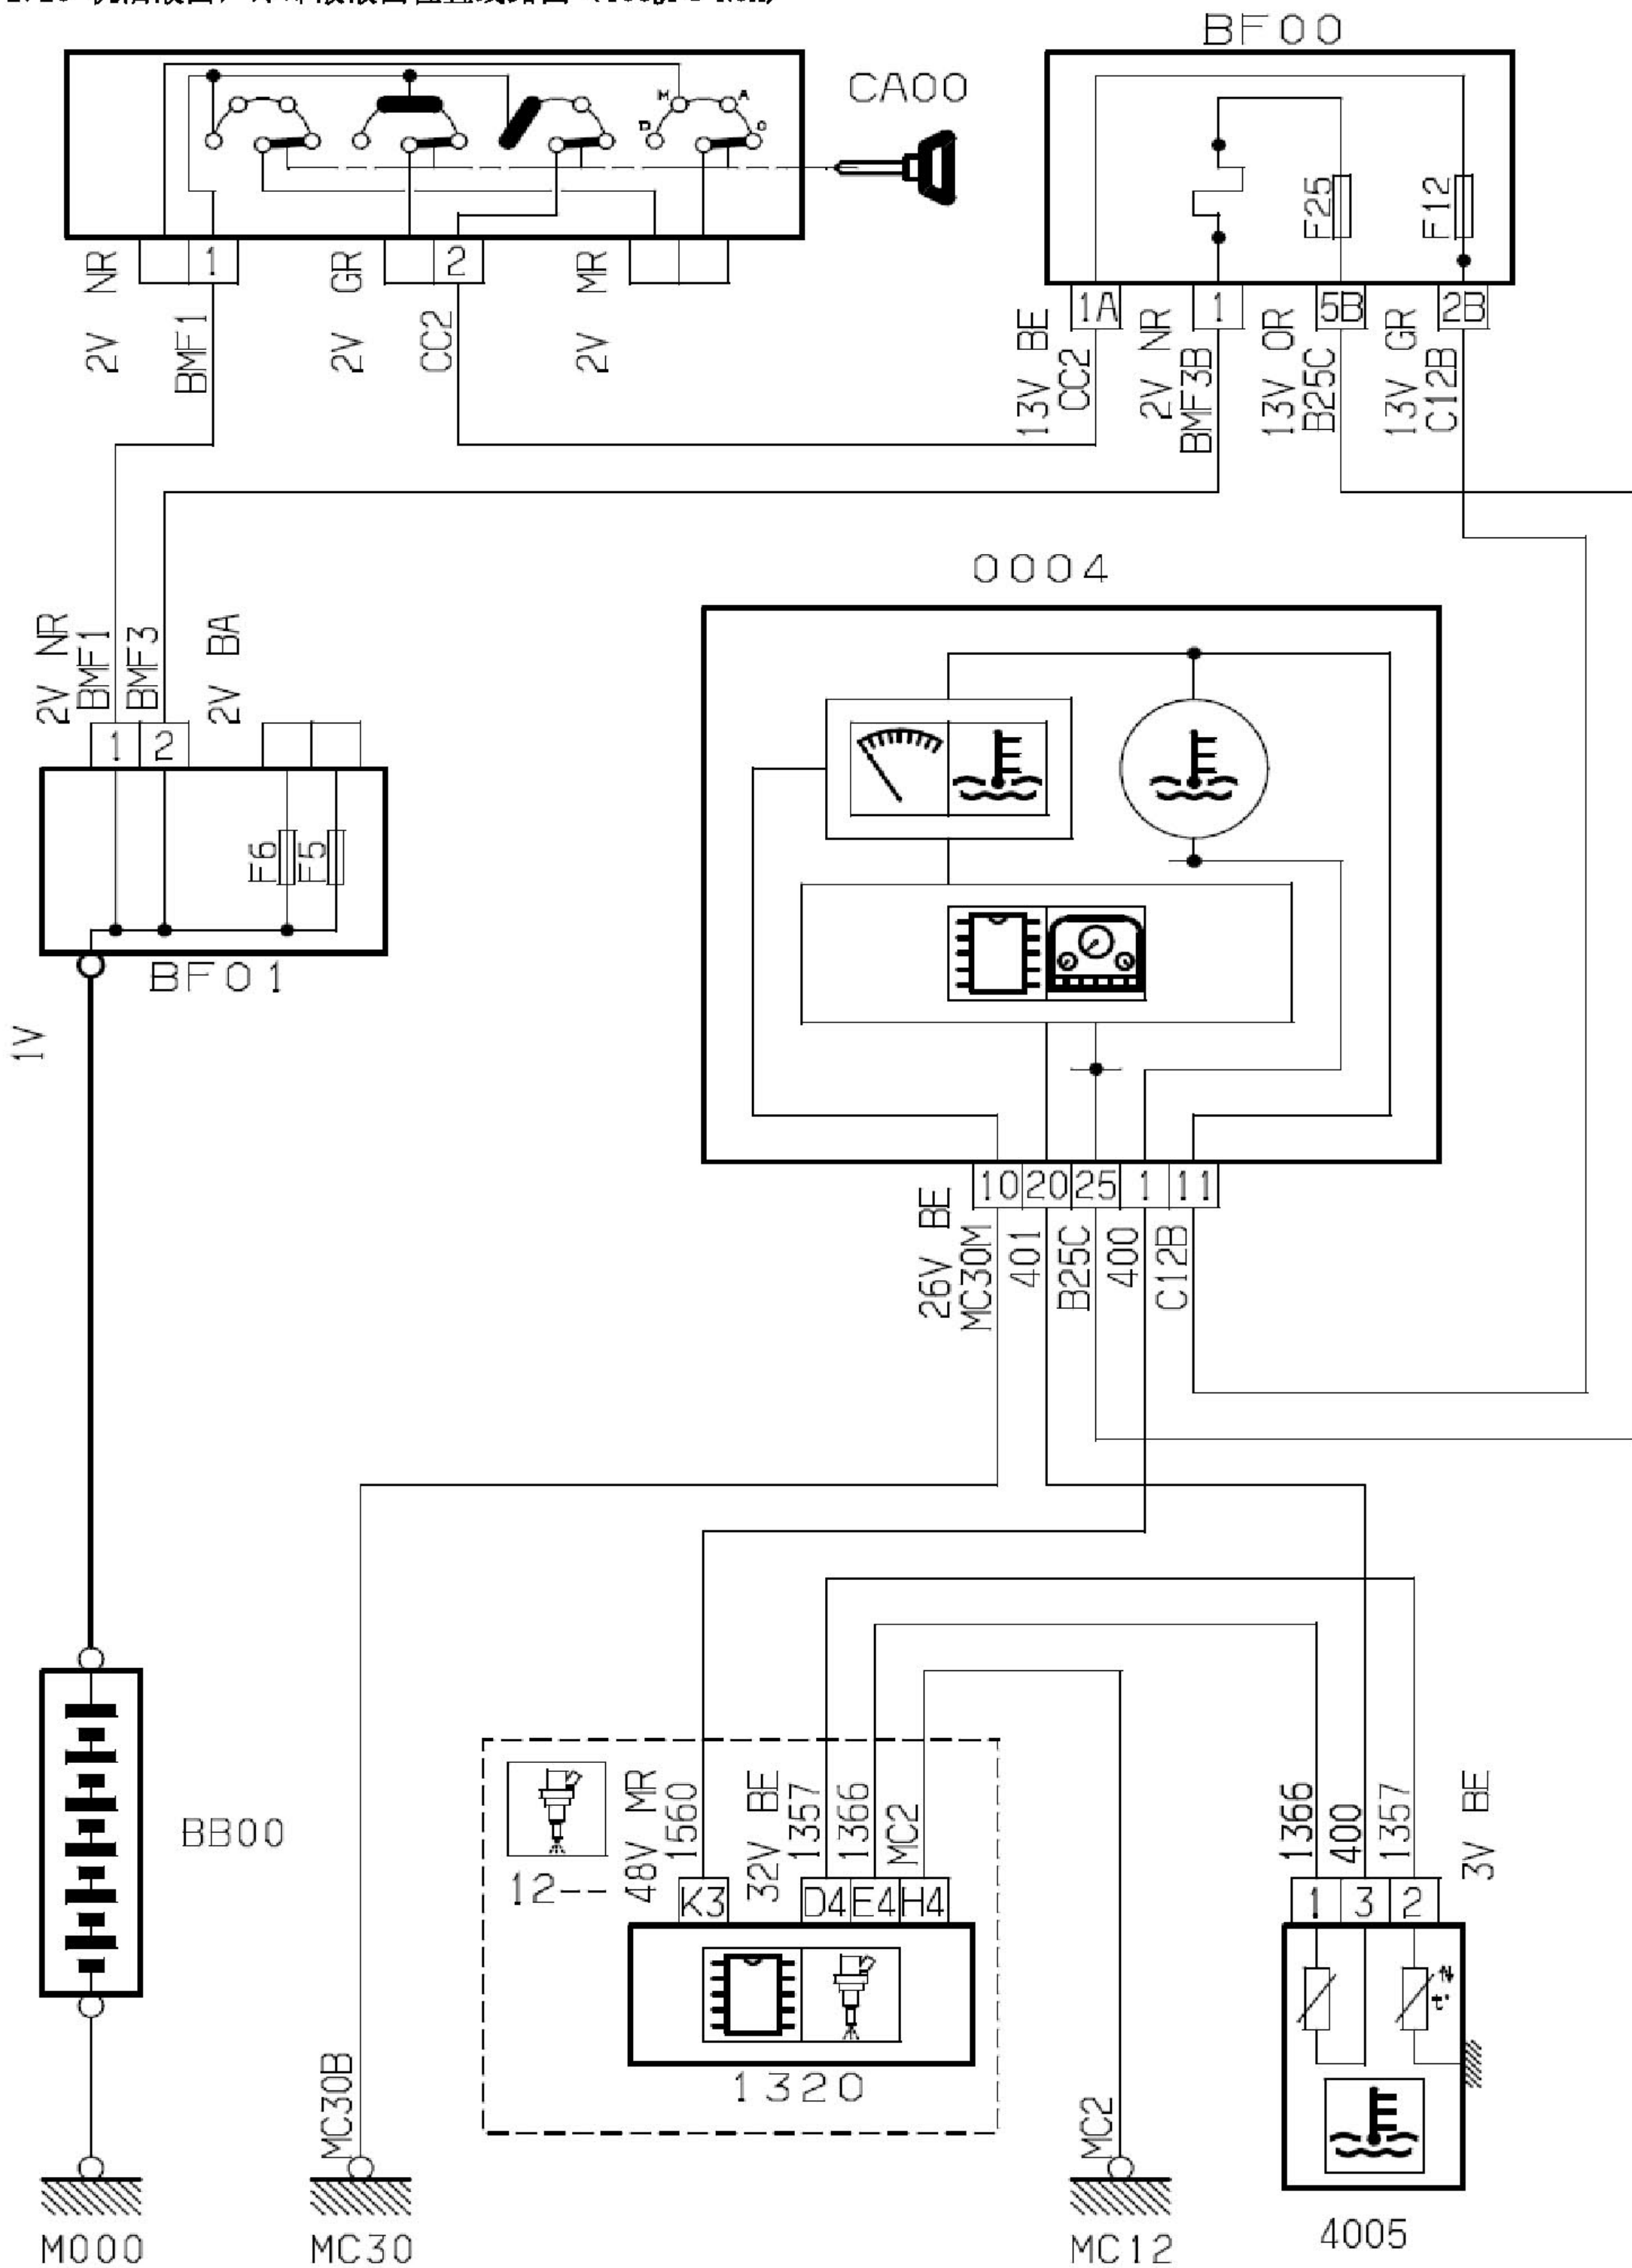 BF00
CA00
M
A
D
1
2
2V NR
BMF1
2V GR
CC2
2V MR
F25
F12
1A
1
5B
2B
13V BE
CC2
2V NR
BMF3B
13V OR
B25C
13V GR
C12B
0004
2V NR
BMF1
BMF3
2V BA
1
2
F6
F5
BF01
1V
10
20
25
1
11
26V BE
MC30M
401
B25C
400
C12B
BB00
12--
48V MR
1560
32V BE
1357
1366
MC2
K3
D4
E4
H4
1320
1366
400
1357
3V BE
1
3
2
t°
4005
MC30B
MC2
M000
MC30
MC12